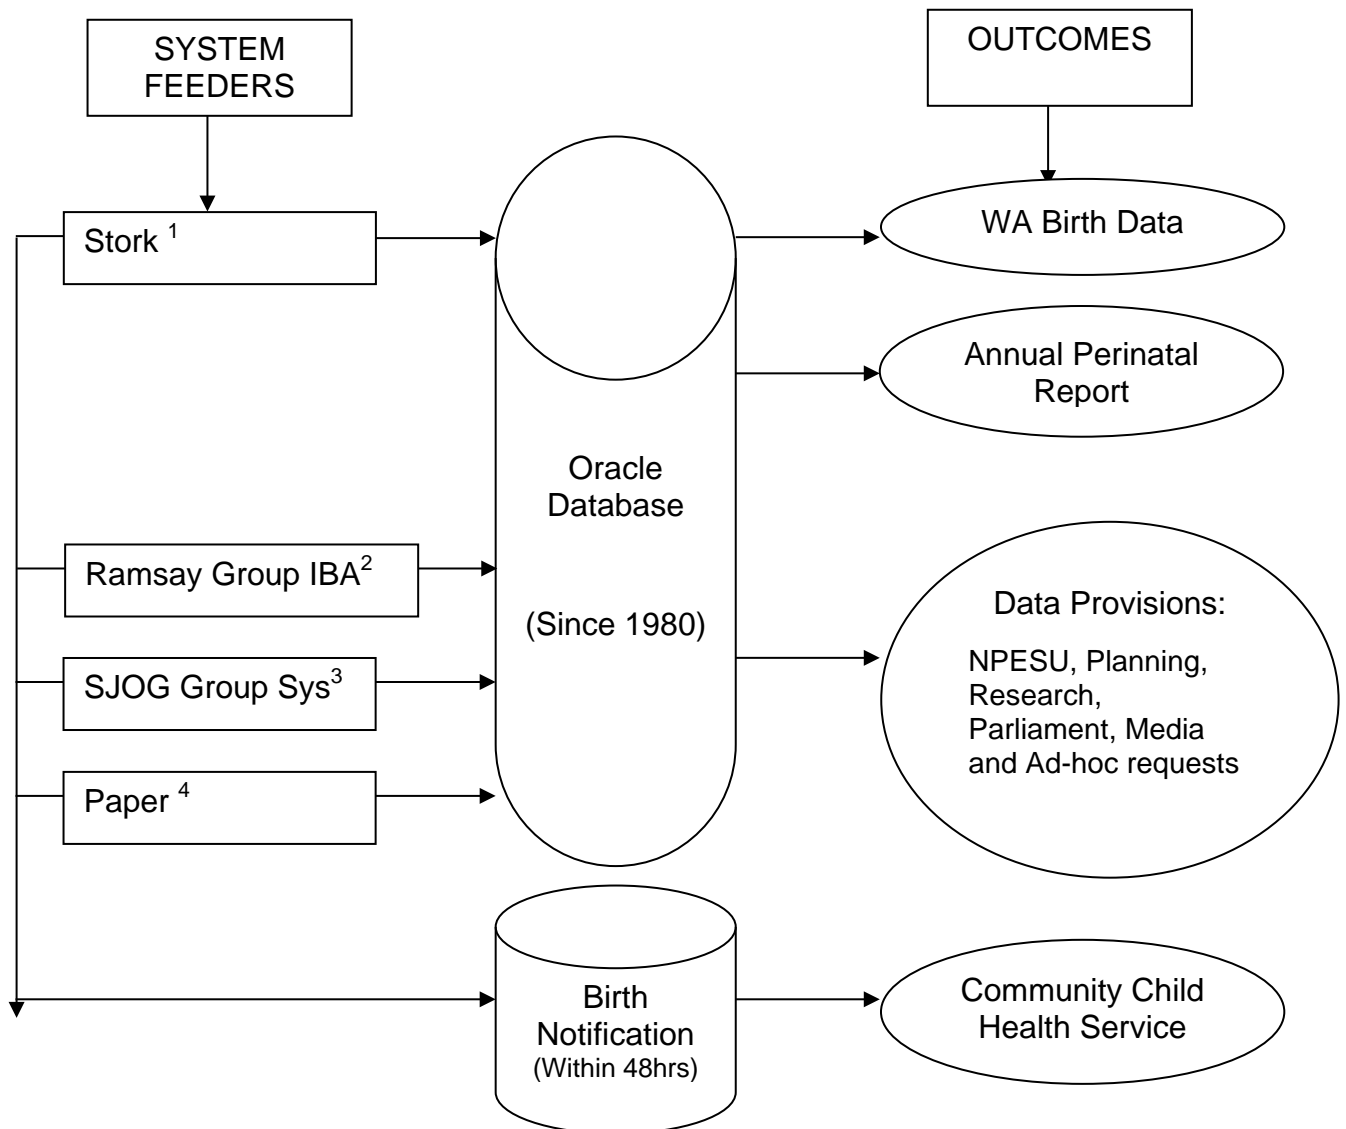 SYSTEM
FEEDERS
OUTCOMES
Stork 1
WA Birth Data
Annual Perinatal
Report
Oracle
Database
(Since 1980)
Ramsay Group IBA2
SJOG Group Sys3
Paper 4
Data Provisions:
NPESU, Planning,
Research,
Parliament, Media
and Ad-hoc requests
Birth
Notification
(Within 48hrs)
Community Child
Health Service